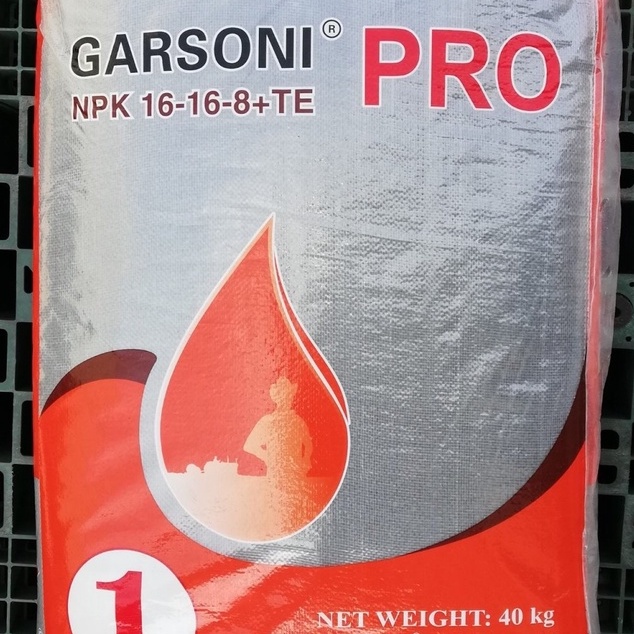 GARSONI® PRO
NPK 16-16-8+TE
1
NET WEIGHT: 40 kg